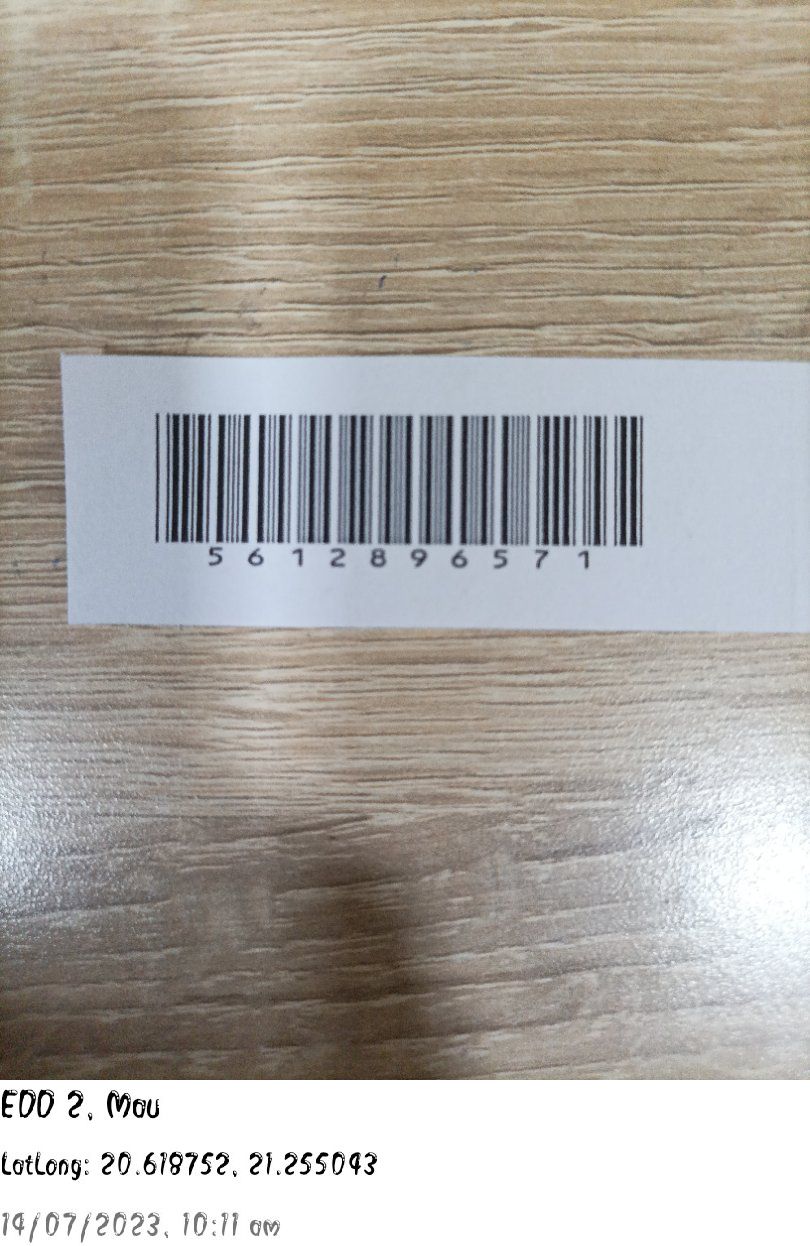 5612896571
EDD 2, Mou
LatLong: 20.618752, 21.255043
14/07/2023, 10:11 am